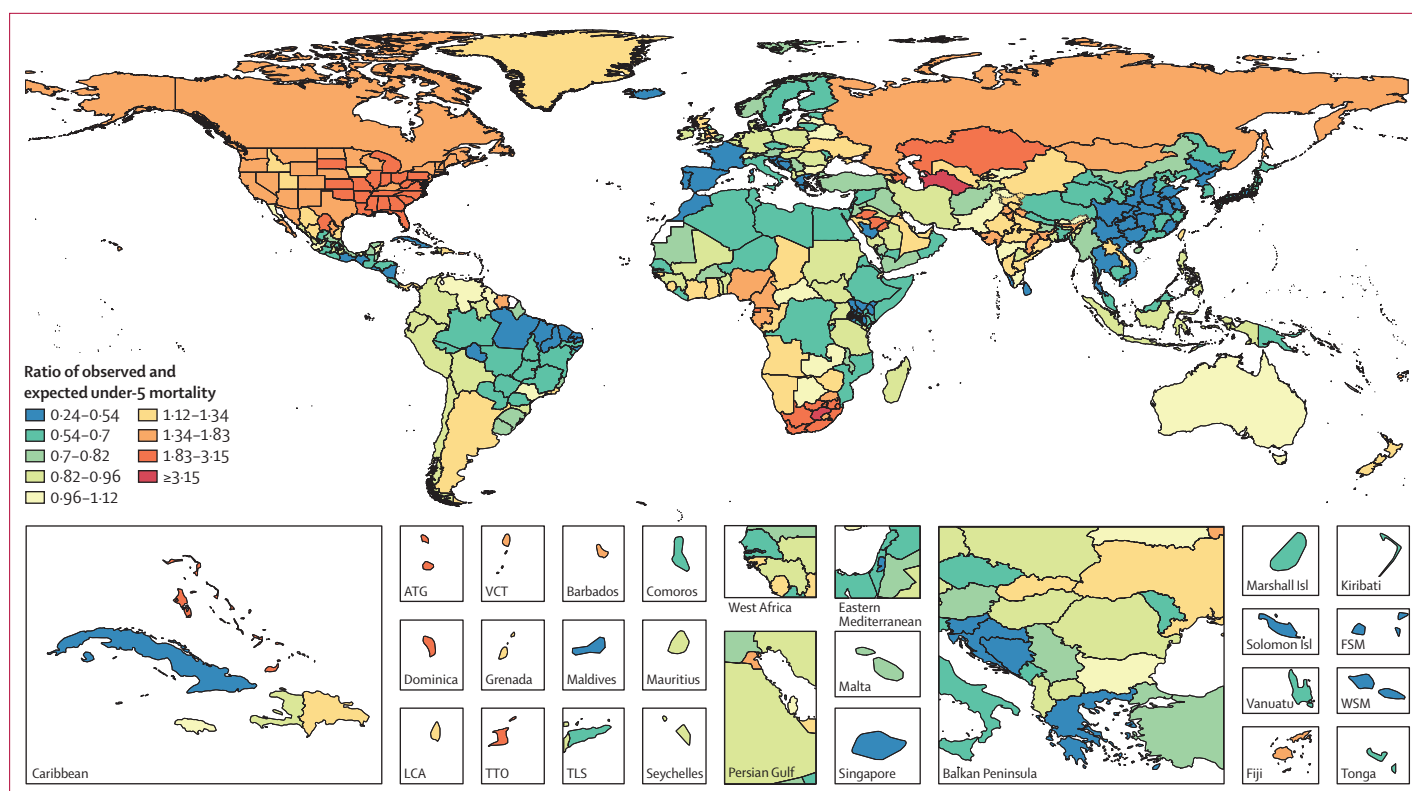 Ratio of observed and
expected under-5 mortality
0·24–0·54
0·54–0·7
0·7–0·82
0·82–0·96
0·96–1·12
1·12–1·34
1·34–1·83
1·83–3·15
≥3·15
Caribbean
ATG
VCT
Barbados
Comoros
Dominica
Grenada
Maldives
Mauritius
LCA
TTO
TLS
Seychelles
West Africa
Eastern
Mediterranean
Persian Gulf
Malta
Singapore
Balkan Peninsula
Marshall Isl
Kiribati
Solomon Isl
FSM
Vanuatu
WSM
Fiji
Tonga